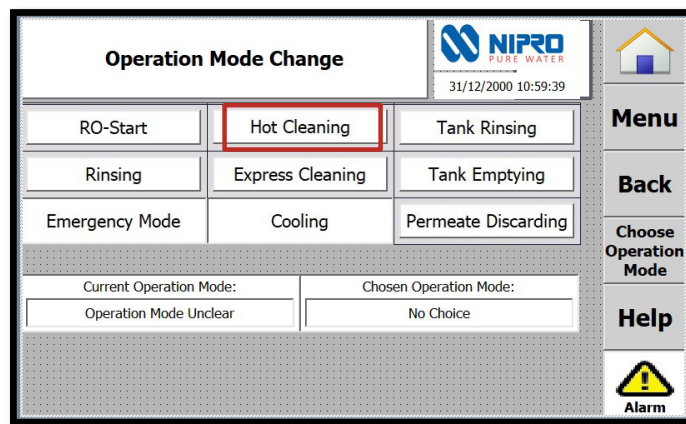 Operation Mode Change
NIPRO
PURE WATER
31/12/2000 10:59:39
RO-Start
Hot Cleaning
Tank Rinsing
Rinsing
Express Cleaning
Tank Emptying
Emergency Mode
Cooling
Permeate Discarding
Current Operation Mode:
Chosen Operation Mode:
Operation Mode Unclear
No Choice
Menu
Back
Choose
Operation
Mode
Help
Alarm